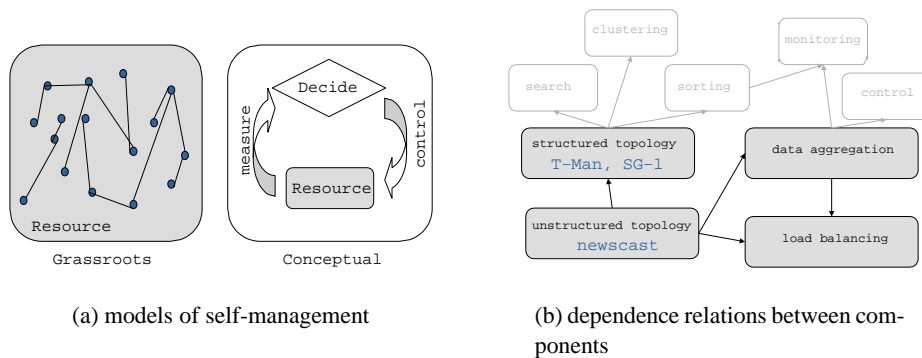 Decide
measure
control
Resource
Resource
Grassroots
Conceptual
(a) models of self-management
clustering
monitoring
search
sorting
control
structured topology
T-Man, SG-1
data aggregation
unstructured topology
newscast
load balancing
(b) dependence relations between com-
ponents